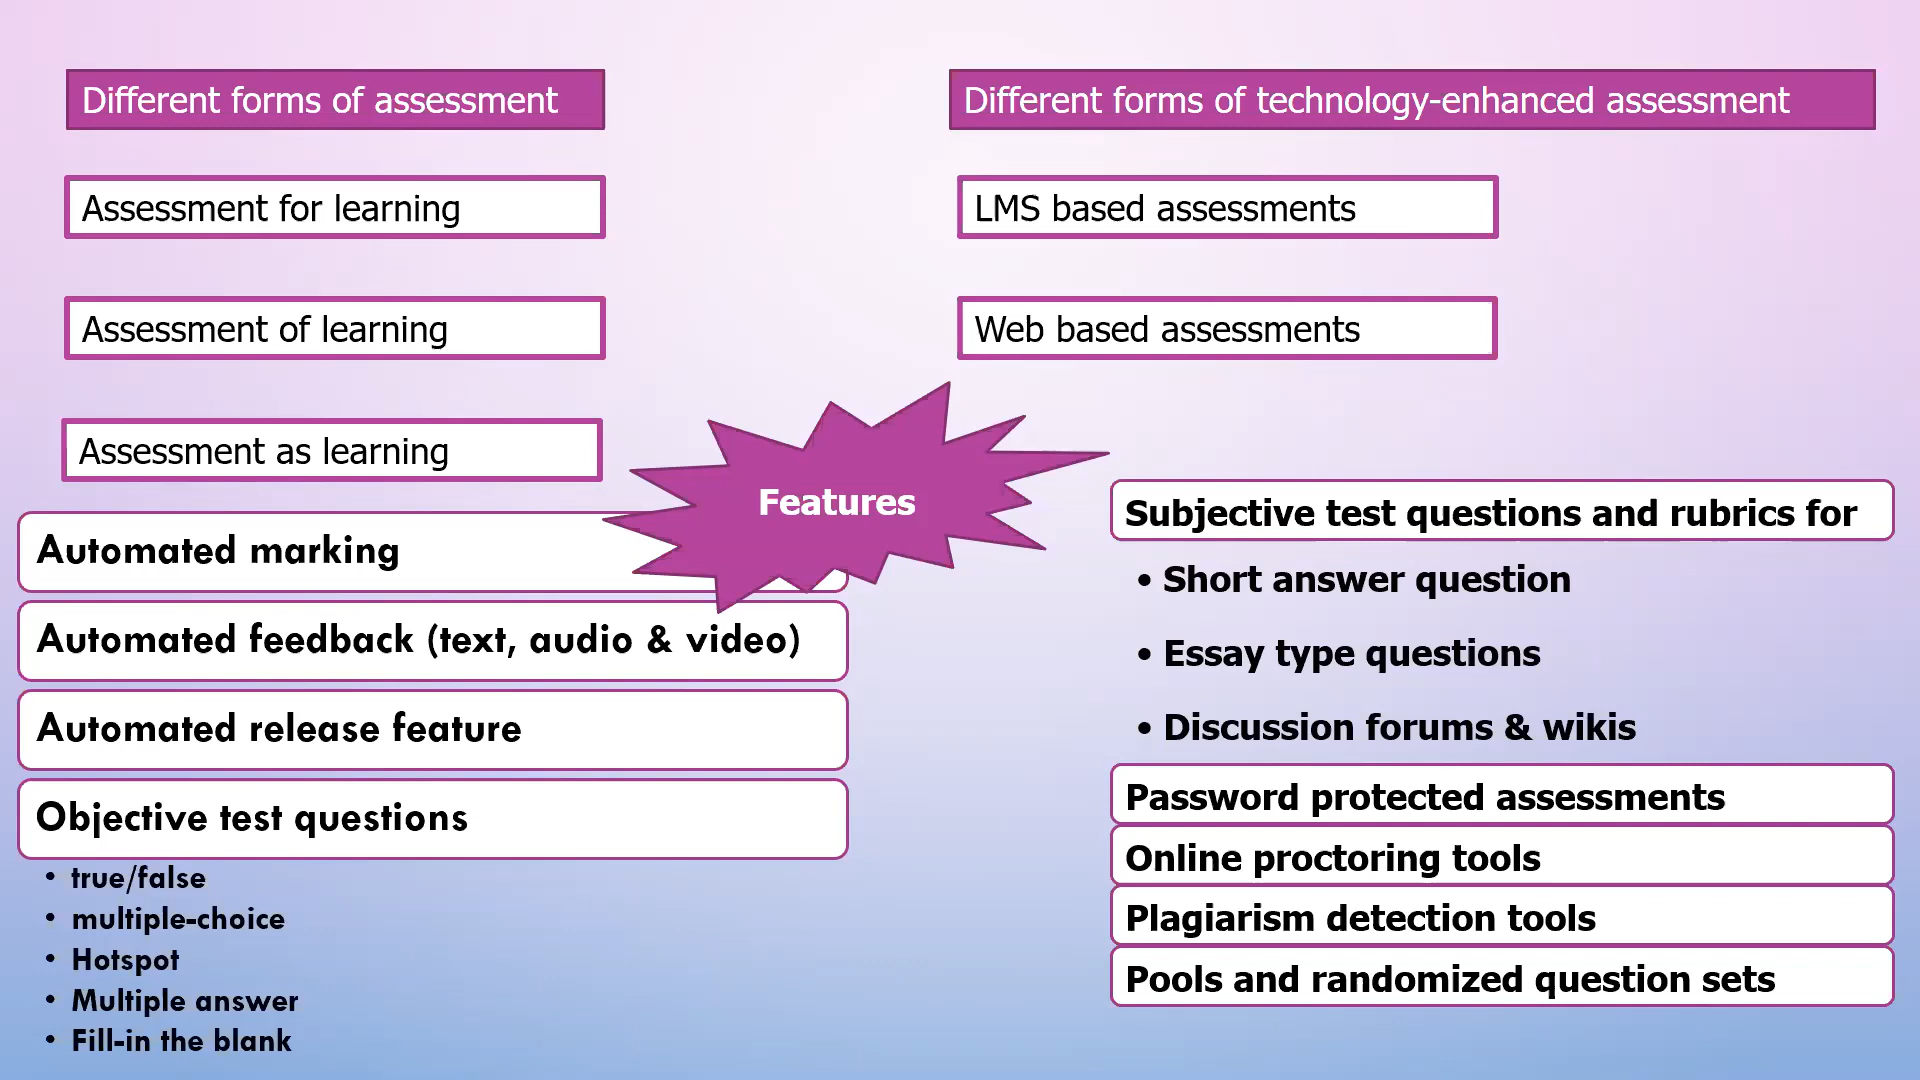 Different forms of assessment
Different forms of technology-enhanced assessment
Assessment for learning
LMS based assessments
Assessment of learning
Web based assessments
Assessment as learning
Features
Automated marking
Automated feedback (text, audio & video)
Automated release feature
Objective test questions
• true/false
• multiple-choice
• Hotspot
• Multiple answer
• Fill-in the blank
Subjective test questions and rubrics for
• Short answer question
• Essay type questions
• Discussion forums & wikis
Password protected assessments
Online proctoring tools
Plagiarism detection tools
Pools and randomized question sets